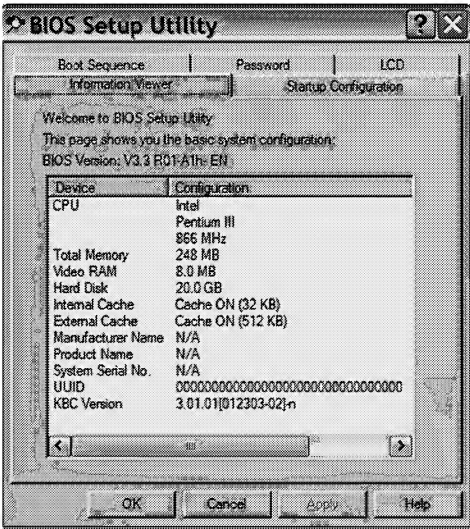 BIOS Setup Utility
Boot Sequence Password LCD
Information Viewer Startup Configuration
Welcome to BIOS Setup Utility
This page shows you the basic system configuration:
BIOS Version: V3.3 R01-A1h- EN
Device Configuration
CPU Intel
Pentium III
866 MHz
Total Memory 248 MB
Video RAM 8.0 MB
Hard Disk 20.0 GB
Internal Cache Cache ON (32 KB)
External Cache Cache ON (512 KB)
Manufacturer Name N/A
Product Name N/A
System Serial No. N/A
UUID 00000000000000000000000000000000
KBC Version 3.01.01[012303-02]-n
OK Cancel Apply Help